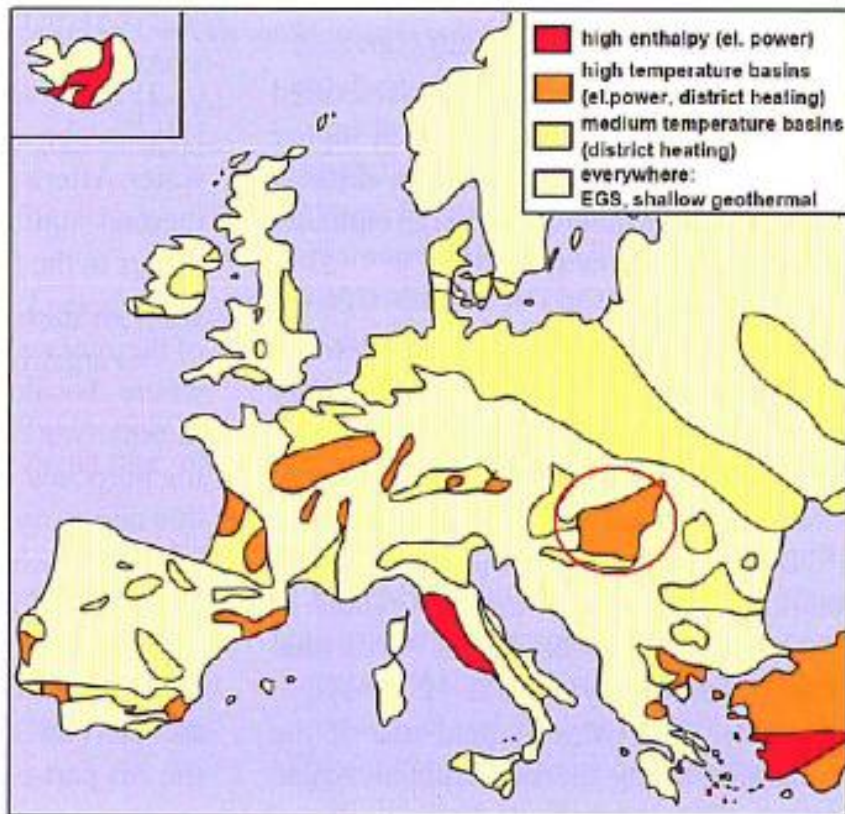 high enthalpy (el. power)
high temperature basins
(el.power, district heating)
medium temperature basins
(district heating)
everywhere:
EGS, shallow geothermal